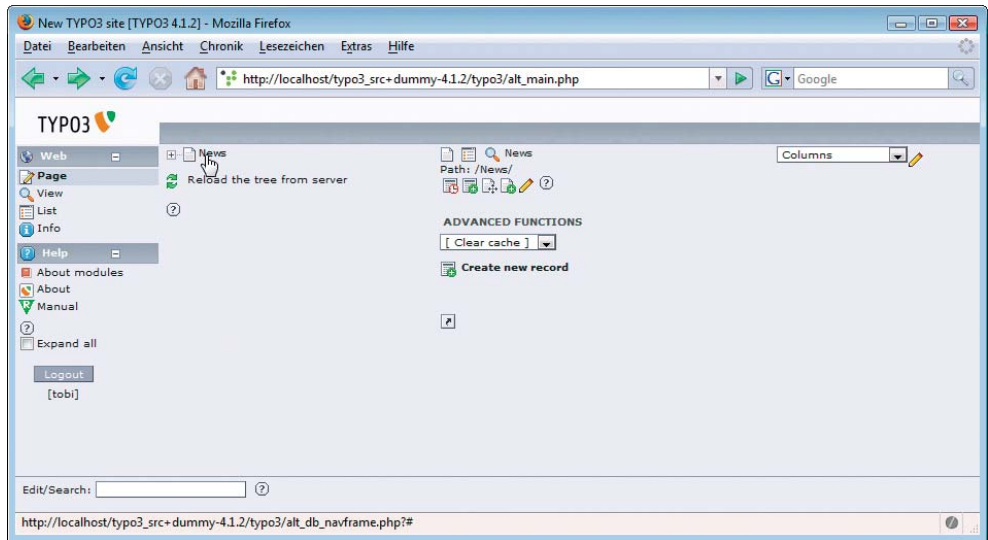 New TYPO3 site [TYPO3 4.1.2] - Mozilla Firefox
Datei Bearbeiten Ansicht Chronik Lesezeichen Extras Hilfe
http://localhost/typo3_src+dummy-4.1.2/typo3/alt_main.php
G Google
TYPO3
Web
Page
View
List
Info
Help
About modules
About
Manual
Expand all
Logout
[tobi]
News
Reload the tree from server
News
Path: /News/
Columns
ADVANCED FUNCTIONS
[ Clear cache ]
Create new record
Edit/Search:
http://localhost/typo3_src+dummy-4.1.2/typo3/alt_db_navframe.php?#